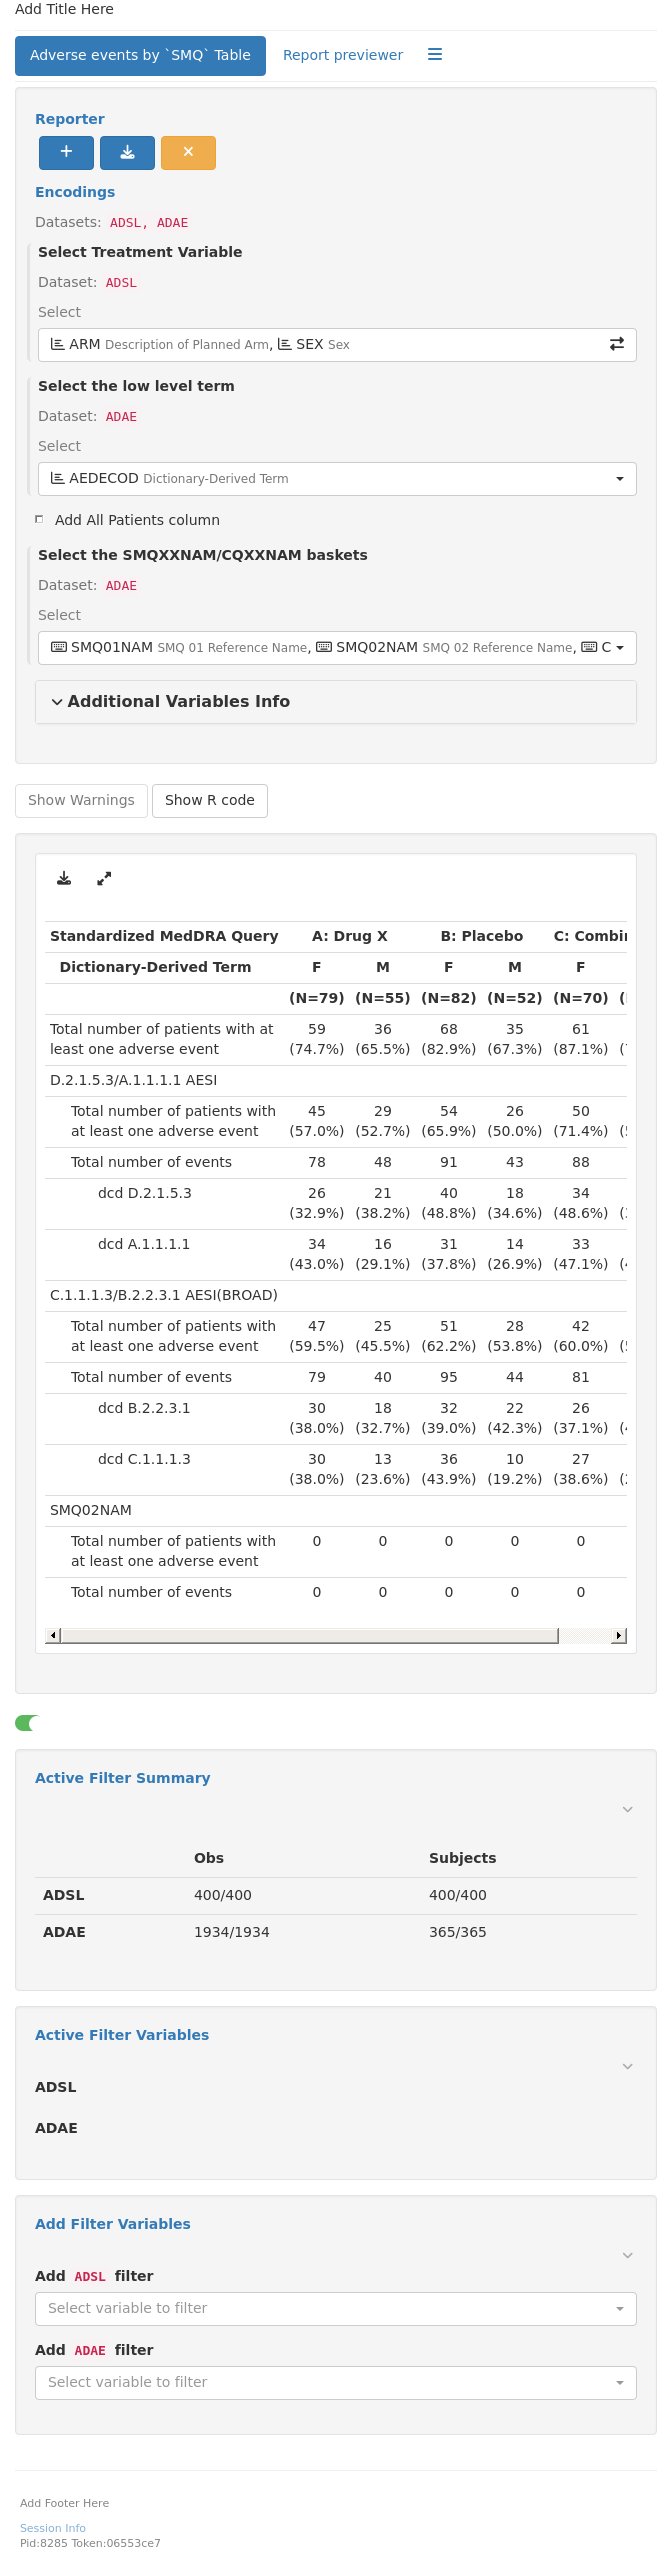 Add Title Here
Adverse events by `SMQ` Table Report previewer
Reporter
Encodings
Datasets: ADSL, ADAE
Select Treatment Variable
Dataset: ADSL
Select
ARM Description of Planned Arm, SEX Sex
Select the low level term
Dataset: ADAE
Select
AEDECOD Dictionary-Derived Term
Add All Patients column
Select the SMQXXNAM/CQXXNAM baskets
Dataset: ADAE
Select
SMQ01NAM SMQ 01 Reference Name, SMQ02NAM SMQ 02 Reference Name, C
Additional Variables Info
Show Warnings Show R code
Standardized MedDRA Query A: Drug X B: Placebo C: Combin
Dictionary-Derived Term F M F M F
(N=79) (N=55) (N=82) (N=52) (N=70) (
Total number of patients with at 59 36 68 35 61
least one adverse event (74.7%) (65.5%) (82.9%) (67.3%) (87.1%) (
D.2.1.5.3/A.1.1.1.1 AESI
Total number of patients with 45 29 54 26 50
at least one adverse event (57.0%) (52.7%) (65.9%) (50.0%) (71.4%) (
Total number of events 78 48 91 43 88
dcd D.2.1.5.3 26 21 40 18 34
(32.9%) (38.2%) (48.8%) (34.6%) (48.6%) (
dcd A.1.1.1.1 34 16 31 14 33
(43.0%) (29.1%) (37.8%) (26.9%) (47.1%) (
C.1.1.1.3/B.2.2.3.1 AESI(BROAD)
Total number of patients with 47 25 51 28 42
at least one adverse event (59.5%) (45.5%) (62.2%) (53.8%) (60.0%) (
Total number of events 79 40 95 44 81
dcd B.2.2.3.1 30 18 32 22 26
(38.0%) (32.7%) (39.0%) (42.3%) (37.1%) (
dcd C.1.1.1.3 30 13 36 10 27
(38.0%) (23.6%) (43.9%) (19.2%) (38.6%) (
SMQ02NAM
Total number of patients with 0 0 0 0 0
at least one adverse event
Total number of events 0 0 0 0 0
Active Filter Summary
Obs Subjects
ADSL 400/400 400/400
ADAE 1934/1934 365/365
Active Filter Variables
ADSL
ADAE
Add Filter Variables
Add ADSL filter
Select variable to filter
Add ADAE filter
Select variable to filter
Add Footer Here
Session Info
Pid:8285 Token:06553ce7